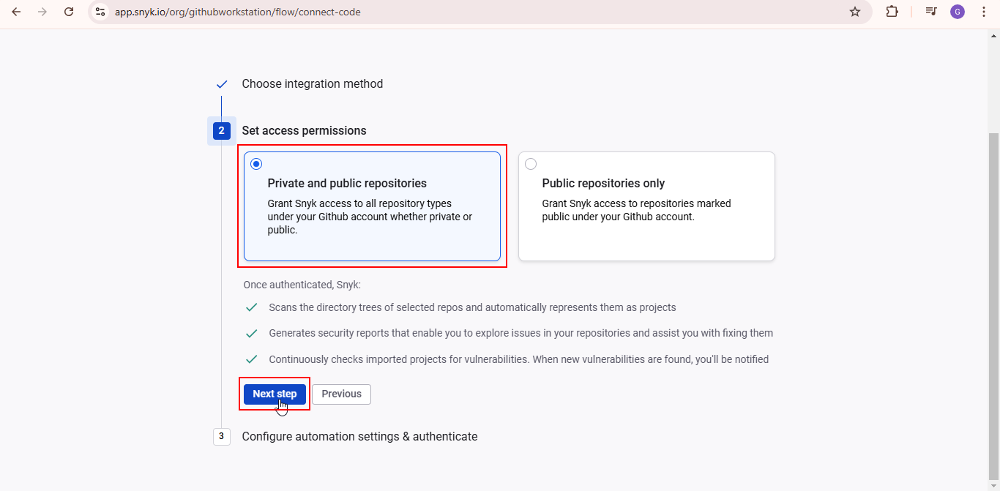 app.snyk.io/org/githubworkstation/flow/connect-code
G
Choose integration method
2
Set access permissions
Private and public repositories
Grant Snyk access to all repository types
under your Github account whether private or
public.
Public repositories only
Grant Snyk access to repositories marked
public under your Github account.
Once authenticated, Snyk:
Scans the directory trees of selected repos and automatically represents them as projects
Generates security reports that enable you to explore issues in your repositories and assist you with fixing them
Continuously checks imported projects for vulnerabilities. When new vulnerabilities are found, you'll be notified
Next step
Previous
3
Configure automation settings & authenticate